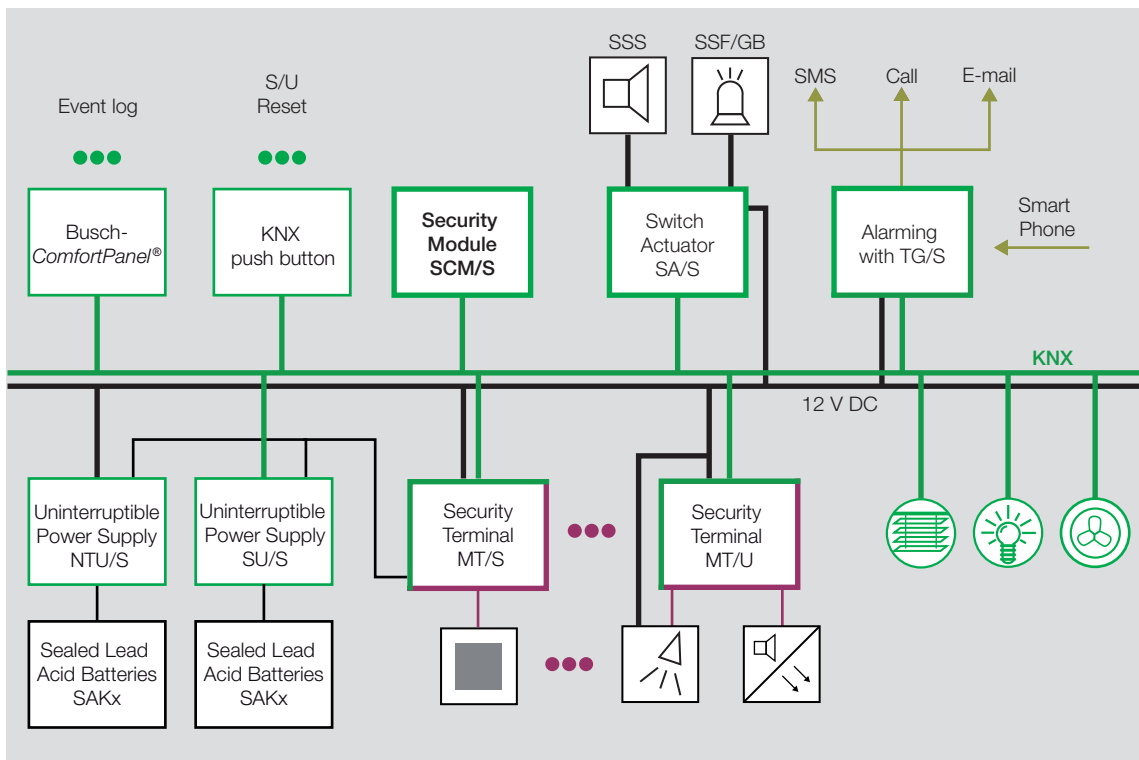 SSS
SSF/GB
SMS
Call
E-mail
Event log
S/U
Reset
Busch-
ComfortPanel®
KNX
push button
Security
Module
SCM/S
Switch
Actuator
SA/S
Alarming
with TG/S
Smart
Phone
KNX
12 V DC
Uninterruptible
Power Supply
NTU/S
Uninterruptible
Power Supply
SU/S
Security
Terminal
MT/S
Security
Terminal
MT/U
Sealed Lead
Acid Batteries
SAKx
Sealed Lead
Acid Batteries
SAKx